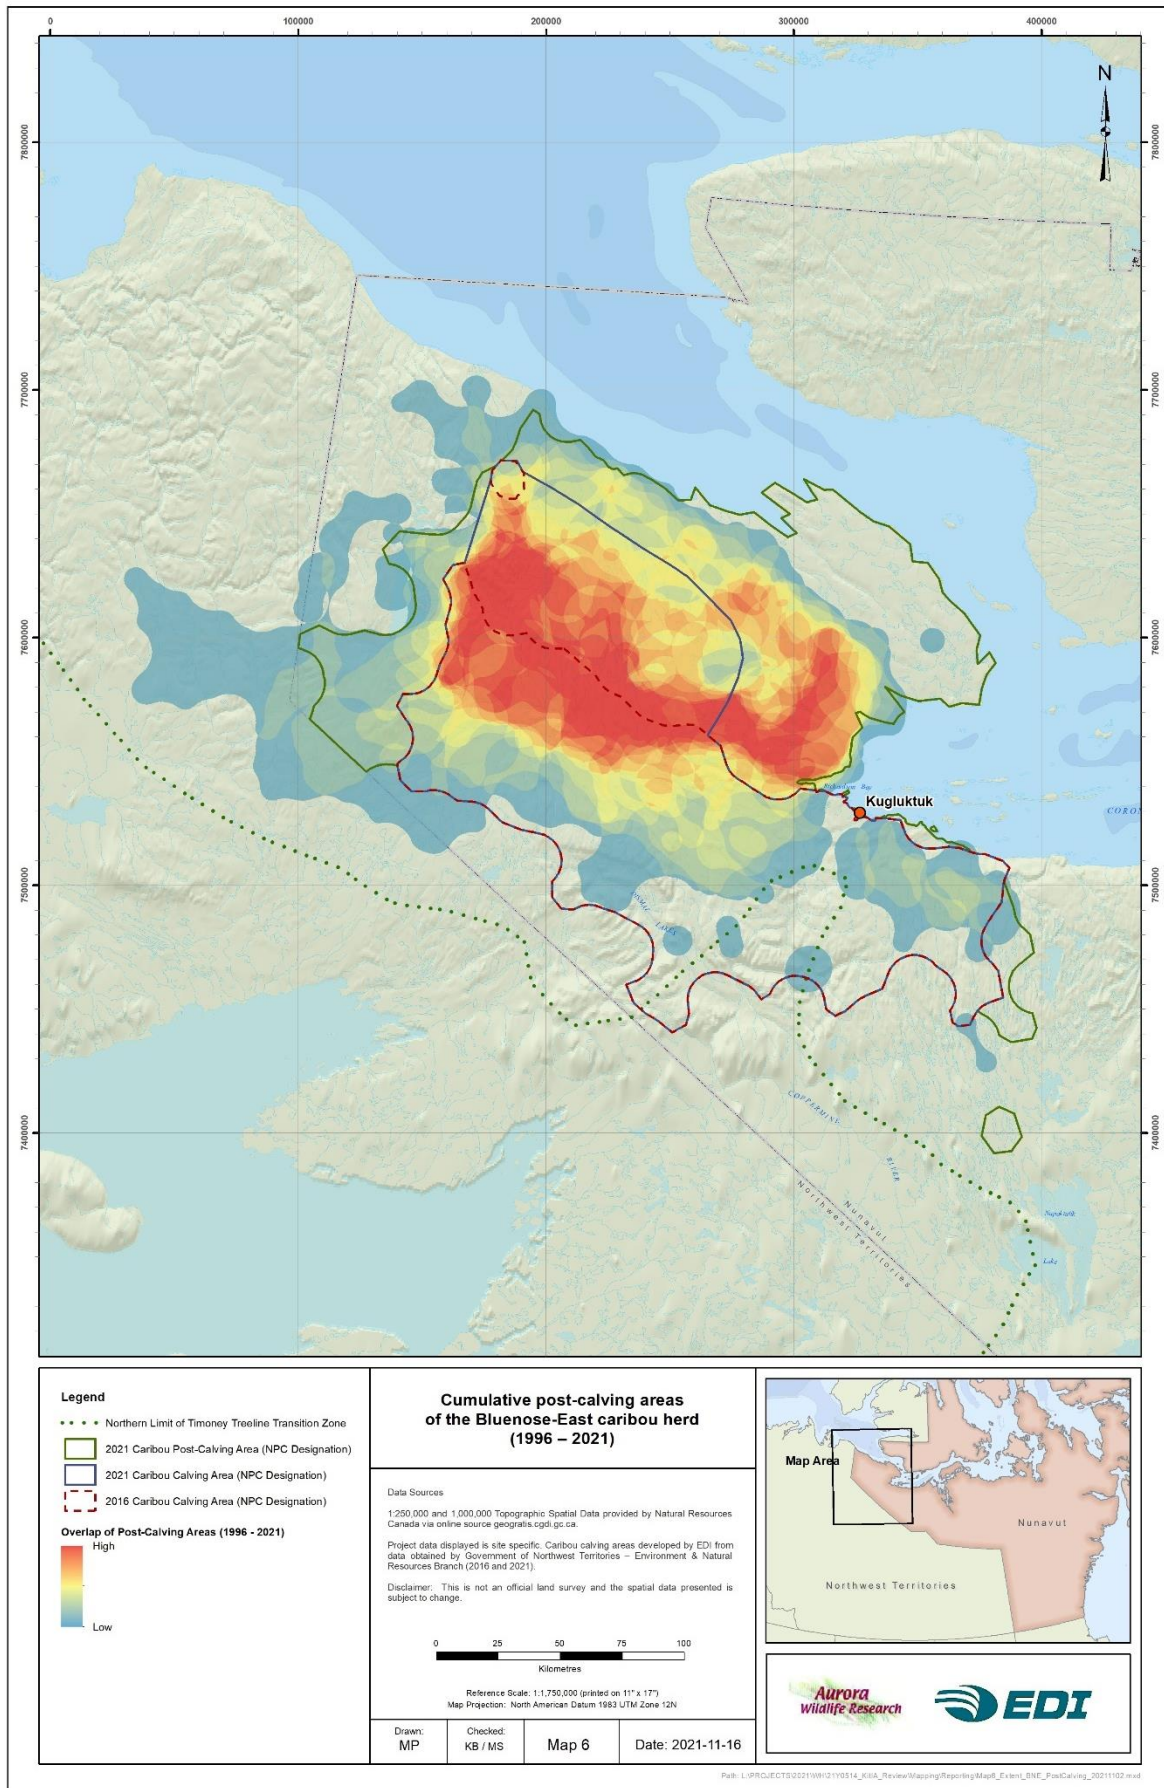 0 100000 200000 300000 400000
N
7800000 7800000
7700000 7700000
7600000 7600000
Kugluktuk
7500000 7500000
LAKES
COPPERMINE
7400000 7400000
RIVER
Nunavut
Northwest Territories
Lake
Legend
Northern Limit of Timoney Treeline Transition Zone
2021 Caribou Post-Calving Area (NPC Designation)
2021 Caribou Calving Area (NPC Designation)
2016 Caribou Calving Area (NPC Designation)
Overlap of Post-Calving Areas (1996 - 2021)
High
Low
Cumulative post-calving areas
of the Bluenose-East caribou herd
(1996 – 2021)
Data Sources
1:250,000 and 1,000,000 Topographic Spatial Data provided by Natural Resources
Canada via online source geogratis.cgdi.gc.ca.
Project data displayed is site specific. Caribou calving areas developed by EDI from
data obtained by Government of Northwest Territories – Environment & Natural
Resources Branch (2016 and 2021).
Disclaimer: This is not an official land survey and the spatial data presented is
subject to change.
0 25 50 75 100
Kilometres
Reference Scale: 1:1,750,000 (printed on 11" x 17")
Map Projection: North American Datum 1983 UTM Zone 12N
Drawn:
MP
Checked:
KB / MS
Map 6
Date: 2021-11-16
Map Area
Nunavut
Northwest Territories
Aurora
Wildlife Research
EDI